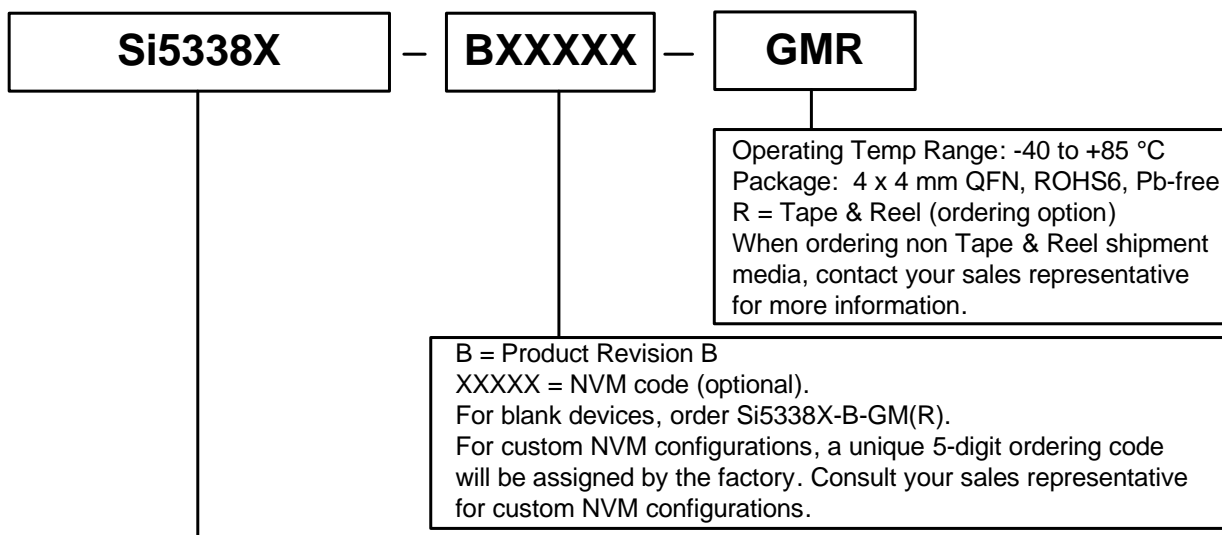 Si5338X – BXXXXX – GMR
Operating Temp Range: -40 to +85 °C
Package:  4 x 4 mm QFN, ROHS6, Pb-free
R = Tape & Reel (ordering option)
When ordering non Tape & Reel shipment
media, contact your sales representative
for more information.
B = Product Revision B
XXXXX = NVM code (optional).
For blank devices, order Si5338X-B-GM(R).
For custom NVM configurations, a unique 5-digit ordering code
will be assigned by the factory. Consult your sales representative
for custom NVM configurations.